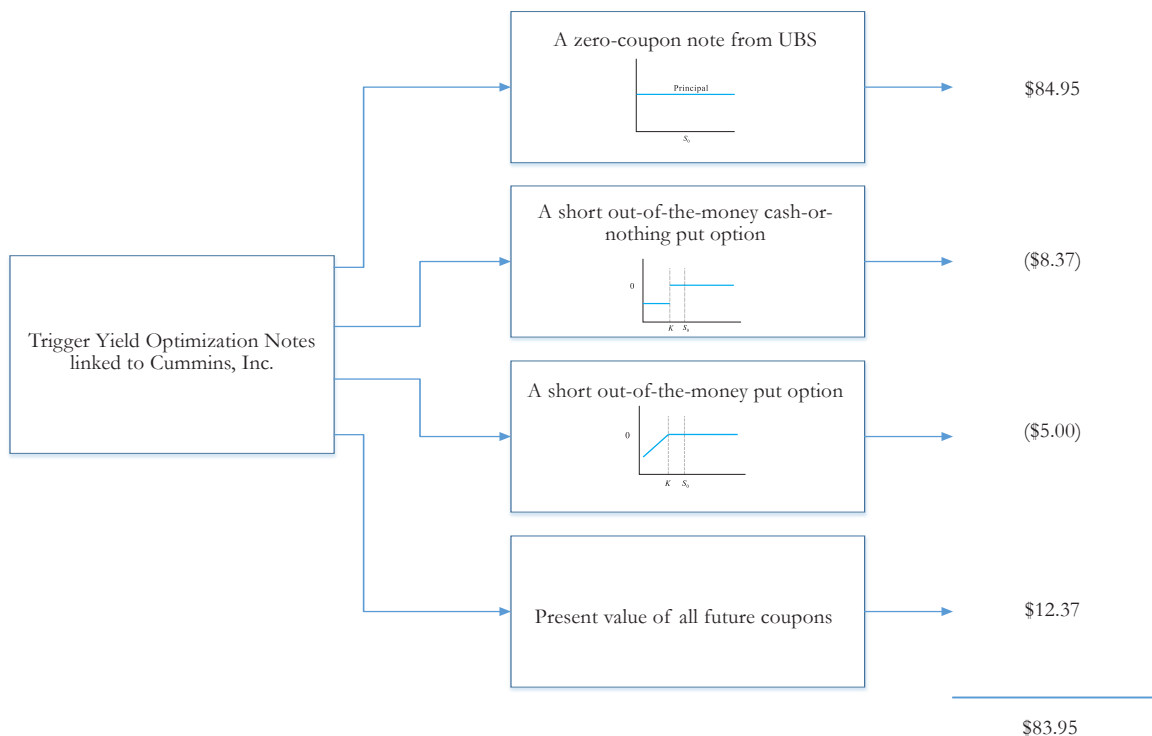 A zero-coupon note from UBS
Principal
S0
$84.95
A short out-of-the-money cash-or-
nothing put option
0
K
S0
($8.37)
Trigger Yield Optimization Notes
linked to Cummins, Inc.
A short out-of-the-money put option
0
K
S0
($5.00)
Present value of all future coupons
$12.37
$83.95